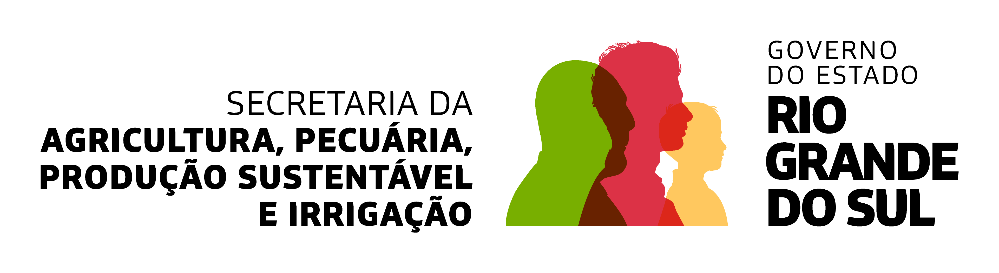 SECRETARIA DA
AGRICULTURA, PECUÁRIA,
PRODUÇÃO SUSTENTÁVEL
E IRRIGAÇÃO
GOVERNO
DO ESTADO
RIO
GRANDE
DO SUL